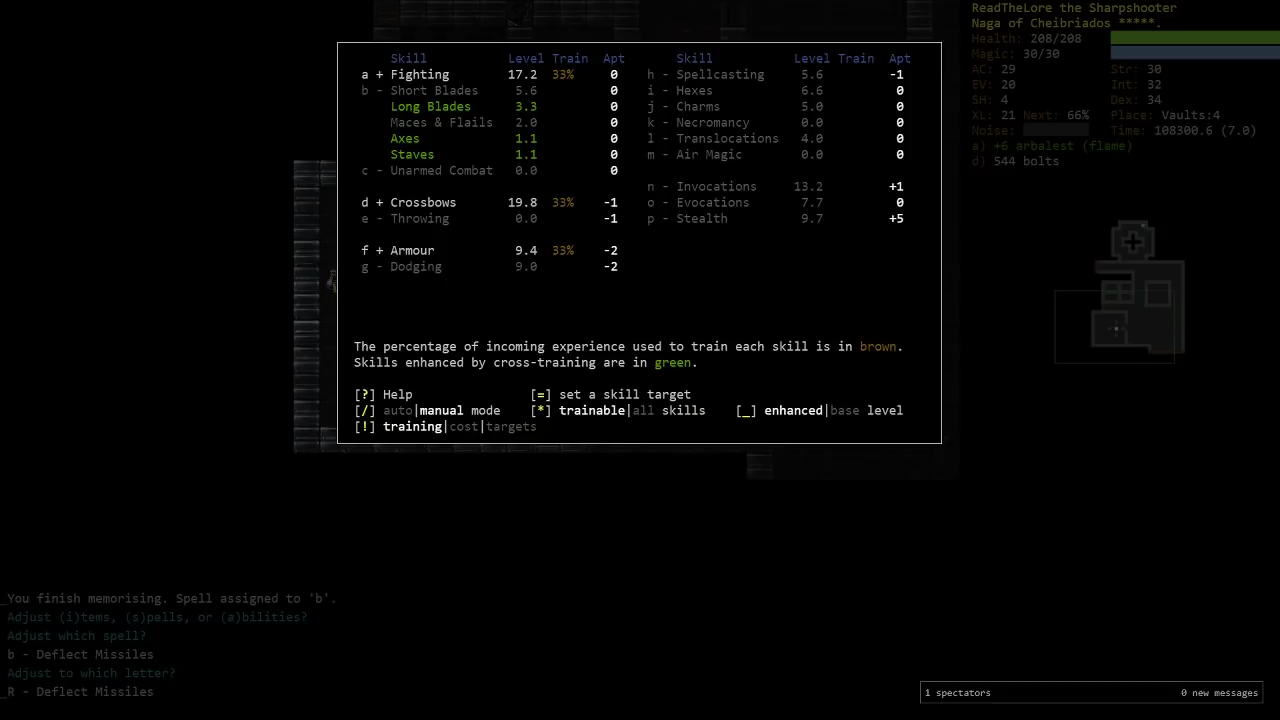 ReadTheLore the Sharpshooter
Naga of Cheibriados *****.
Health: 208/208
Magic: 30/30
AC: 29 Str: 30
EV: 20 Int: 32
SH: 4 Dex: 34
XL: 21 Next: 66% Place: Vaults:4
Noise: Time: 108300.6 (7.0)
a) +6 arbalest (flame)
d) 544 bolts
Skill Level Train Apt Skill Level Train Apt
a + Fighting 17.2 33% 0 h - Spellcasting 5.6 -1
b - Short Blades 5.6 0 i - Hexes 6.6 0
Long Blades 3.3 0 j - Charms 5.0 0
Maces & Flails 2.0 0 k - Necromancy 0.0 0
Axes 1.1 0 l - Translocations 4.0 0
Staves 1.1 0 m - Air Magic 0.0 0
c - Unarmed Combat 0.0 0
n - Invocations 13.2 +1
d + Crossbows 19.8 33% -1 o - Evocations 7.7 0
e - Throwing 0.0 -1 p - Stealth 9.7 +5
f + Armour 9.4 33% -2
g - Dodging 9.0 -2
The percentage of incoming experience used to train each skill is in brown.
Skills enhanced by cross-training are in green.
[?] Help [=] set a skill target
[/] auto|manual mode [*] trainable|all skills [_] enhanced|base level
[!] training|cost|targets
_You finish memorising. Spell assigned to 'b'.
Adjust (i)tems, (s)pells, or (a)bilities?
Adjust which spell?
b - Deflect Missiles
Adjust to which letter?
_R - Deflect Missiles
1 spectators 0 new messages